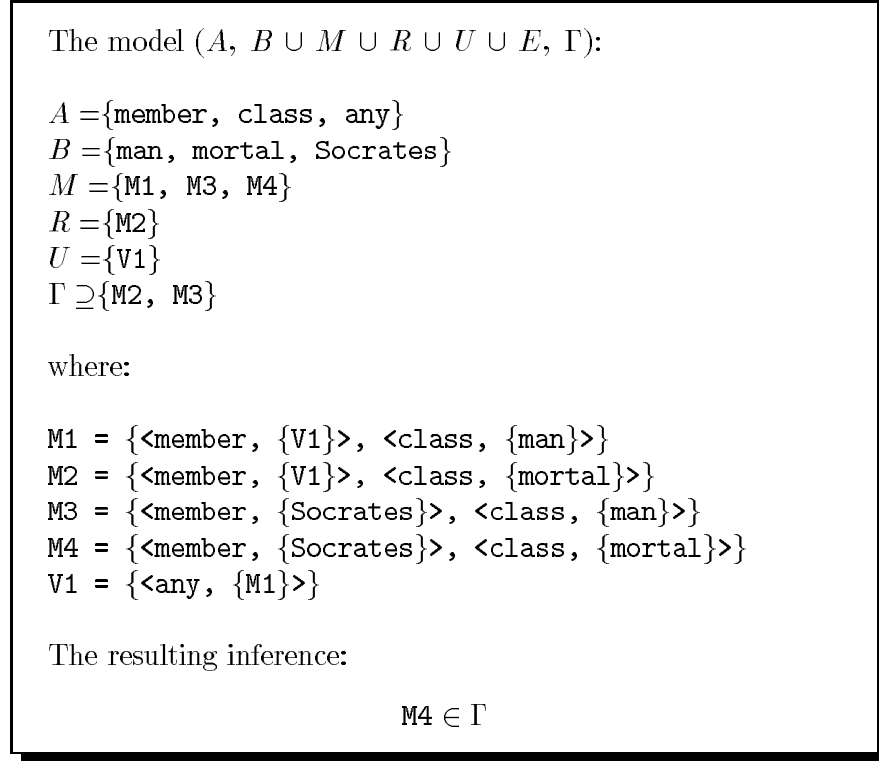 The model (A, B ∪ M ∪ R ∪ U ∪ E, Γ):
A ={member, class, any}
B ={man, mortal, Socrates}
M ={M1, M3, M4}
R ={M2}
U ={V1}
Γ ⊇{M2, M3}
where:
M1 = {<member, {V1}>, <class, {man}>}
M2 = {<member, {V1}>, <class, {mortal}>}
M3 = {<member, {Socrates}>, <class, {man}>}
M4 = {<member, {Socrates}>, <class, {mortal}>}
V1 = {<any, {M1}>}
The resulting inference:
M4 ∈ Γ